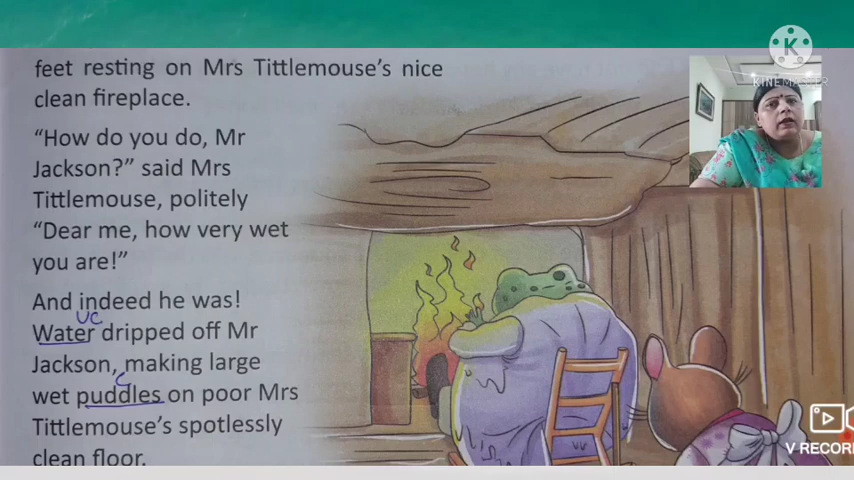 feet resting on Mrs Tittlemouse's nice
clean fireplace.
"How do you do, Mr
Jackson?" said Mrs
Tittlemouse, politely
"Dear me, how very wet
you are!"
And indeed he was!
UC
Water dripped off Mr
Jackson, making large
C
wet puddles on poor Mrs
Tittlemouse's spotlessly
clean floor.
K
KINEMASTER
V RECOR